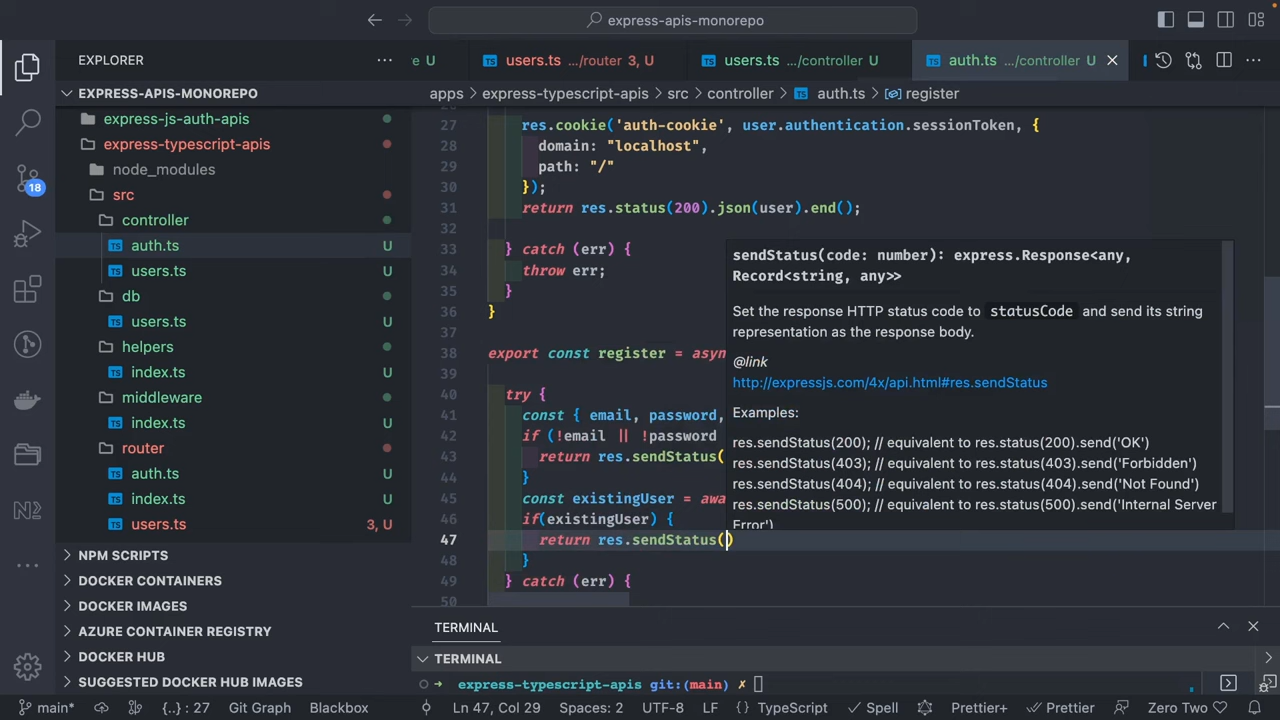 express-apis-monorepo
EXPLORER
e U
users.ts .../router 3, U
users.ts .../controller U
auth.ts .../controller U
EXPRESS-APIS-MONOREPO
apps > express-typescript-apis > src > controller > TS auth.ts > register
express-js-auth-apis
express-typescript-apis
node_modules
src
controller
TS auth.ts U
TS users.ts U
db
TS users.ts U
helpers
TS index.ts U
middleware
TS index.ts U
router
TS auth.ts U
TS index.ts U
TS users.ts 3, U
NPM SCRIPTS
DOCKER CONTAINERS
DOCKER IMAGES
AZURE CONTAINER REGISTRY
DOCKER HUB
SUGGESTED DOCKER HUB IMAGES
18
27 res.cookie('auth-cookie', user.authentication.sessionToken, {
28 domain: "localhost",
29 path: "/"
30 });
31 return res.status(200).json(user).end();
32
33 } catch (err) {
34 throw err;
35 }
36 }
37
38 export const register = asyn
39
40 try {
41 const { email, password,
42 if (!email || !password
43 return res.sendStatus(
44 }
45 const existingUser = awa
46 if(existingUser) {
47 return res.sendStatus()
48 }
49 } catch (err) {
50
sendStatus(code: number): express.Response<any,
Record<string, any>>
Set the response HTTP status code to statusCode and send its string
representation as the response body.
@link
http://expressjs.com/4x/api.html#res.sendStatus
Examples:
res.sendStatus(200); // equivalent to res.status(200).send('OK')
res.sendStatus(403); // equivalent to res.status(403).send('Forbidden')
res.sendStatus(404); // equivalent to res.status(404).send('Not Found')
res.sendStatus(500); // equivalent to res.status(500).send('Internal Server
Error')
TERMINAL
TERMINAL
express-typescript-apis git:(main) ✗
main* {..} : 27 Git Graph Blackbox Ln 47, Col 29 Spaces: 2 UTF-8 LF {} TypeScript Spell Prettier+ Prettier Zero Two